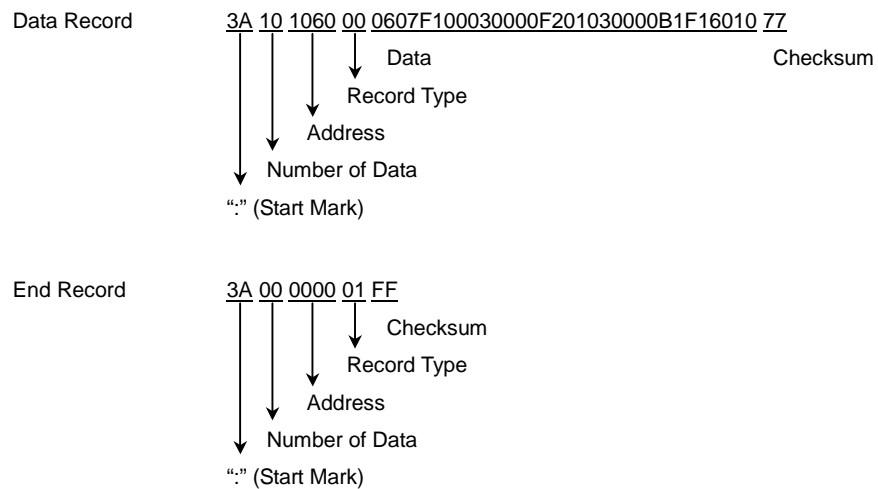 Data Record 3A 10 1060 00 0607F100030000F201030000B1F16010 77
Data Checksum
Record Type
Address
Number of Data
“:” (Start Mark)
End Record 3A 00 0000 01 FF
Checksum
Record Type
Address
Number of Data
“:” (Start Mark)